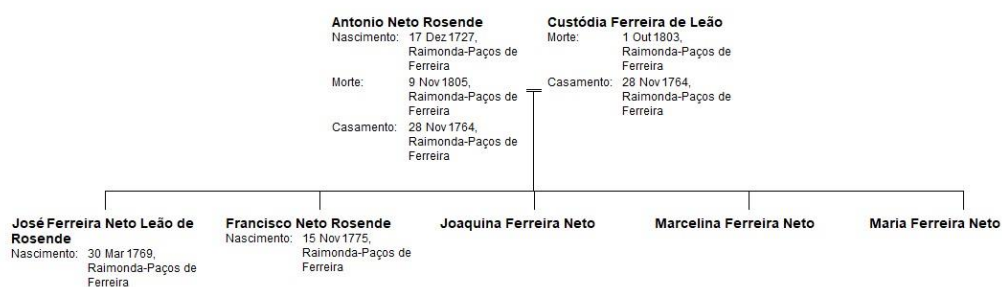 Antonio Neto Rosende
Nascimento: 17 Dez 1727,
Raimonda-Paços de
Ferreira
Morte: 9 Nov 1805,
Raimonda-Paços de
Ferreira
Casamento: 28 Nov 1764,
Raimonda-Paços de
Ferreira
Custódia Ferreira de Leão
Morte: 1 Out 1803,
Raimonda-Paços de
Ferreira
Casamento: 28 Nov 1764,
Raimonda-Paços de
Ferreira
José Ferreira Neto Leão de
Rosende
Nascimento: 30 Mar 1769,
Raimonda-Paços de
Ferreira
Francisco Neto Rosende
Nascimento: 15 Nov 1775,
Raimonda-Paços de
Ferreira
Joaquina Ferreira Neto
Marcelina Ferreira Neto
Maria Ferreira Neto